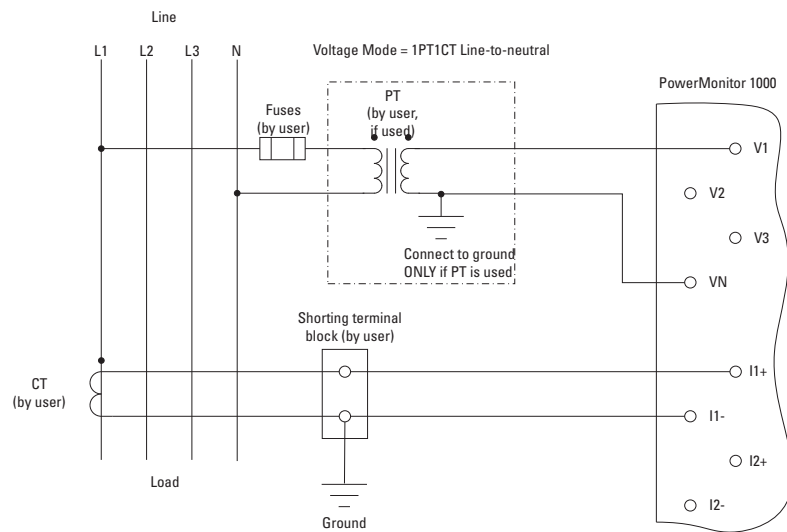 Line
L1 L2 L3 N
Voltage Mode = 1PT1CT Line-to-neutral
PowerMonitor 1000
Fuses
(by user)
PT
(by user,
if used)
V1
V2
V3
Connect to ground
ONLY if PT is used
VN
Shorting terminal
block (by user)
CT
(by user)
I1+
I1-
I2+
I2-
Load
Ground